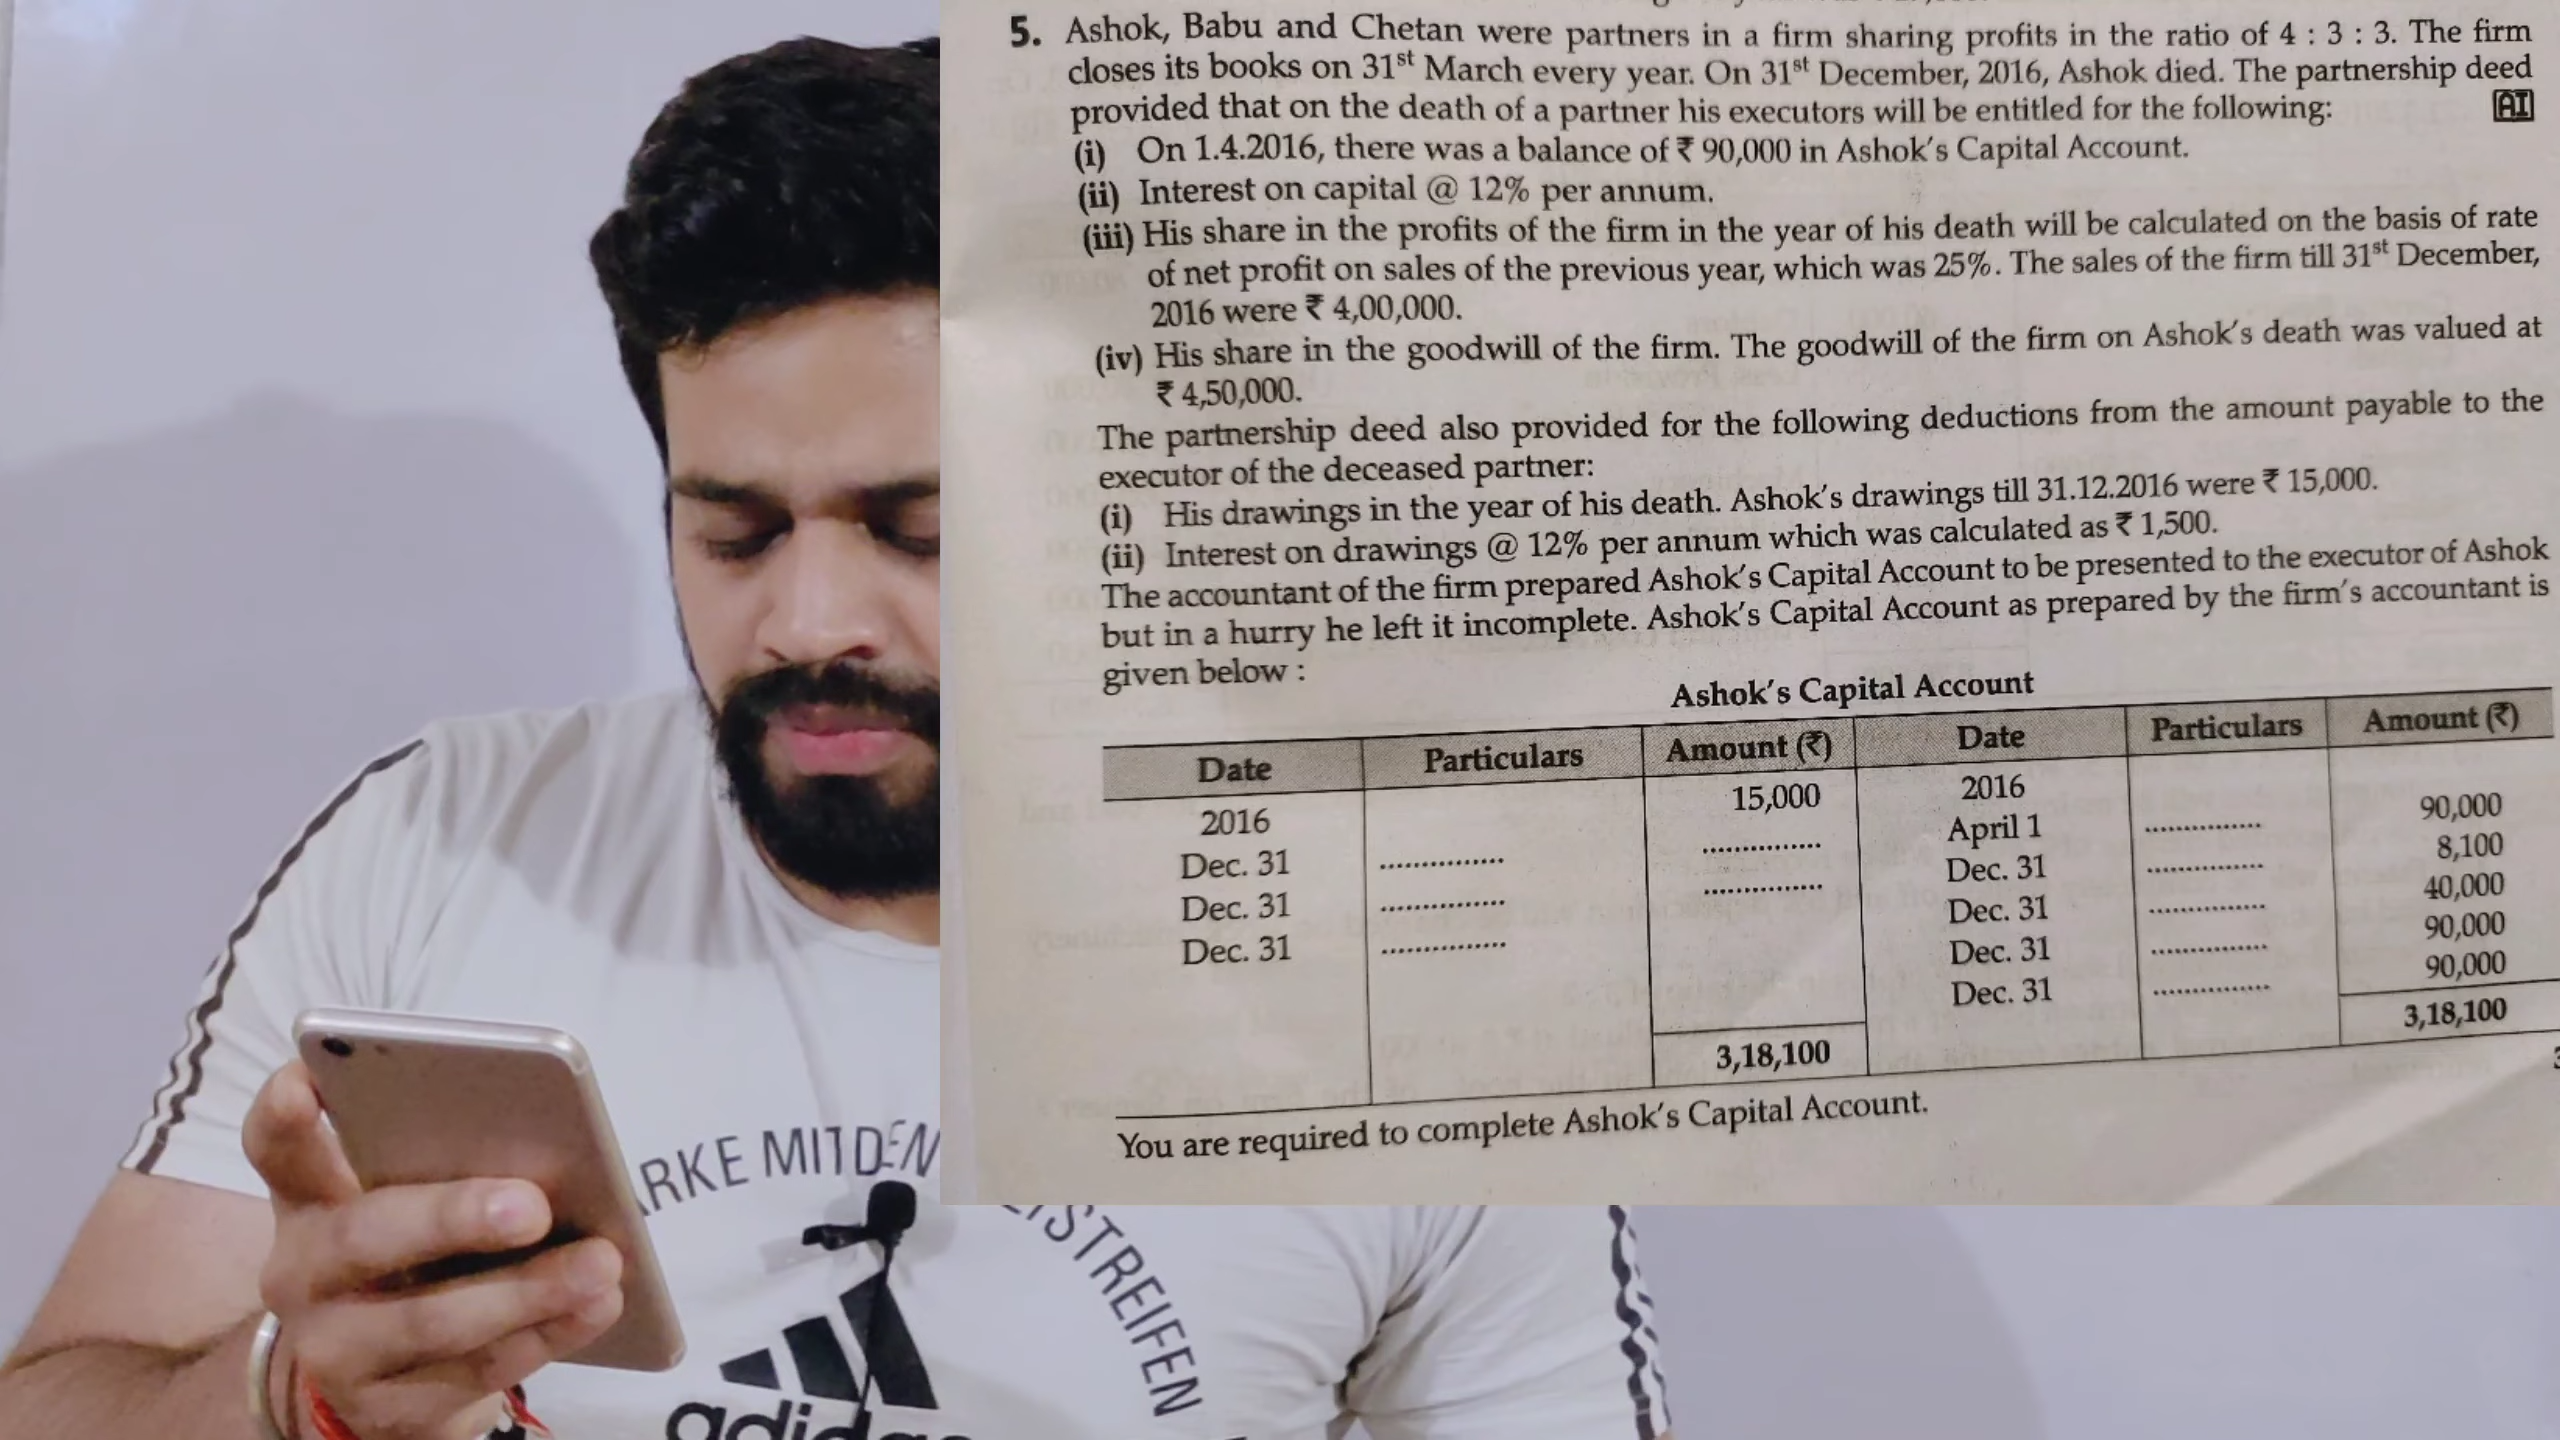 5. Ashok, Babu and Chetan were partners in a firm sharing profits in the ratio of 4 : 3 : 3. The firm
closes its books on 31st March every year. On 31st December, 2016, Ashok died. The partnership deed
provided that on the death of a partner his executors will be entitled for the following: AI
(i) On 1.4.2016, there was a balance of ₹ 90,000 in Ashok's Capital Account.
(ii) Interest on capital @ 12% per annum.
(iii) His share in the profits of the firm in the year of his death will be calculated on the basis of rate
of net profit on sales of the previous year, which was 25%. The sales of the firm till 31st December,
2016 were ₹ 4,00,000.
(iv) His share in the goodwill of the firm. The goodwill of the firm on Ashok's death was valued at
₹ 4,50,000.
The partnership deed also provided for the following deductions from the amount payable to the
executor of the deceased partner:
(i) His drawings in the year of his death. Ashok's drawings till 31.12.2016 were ₹ 15,000.
(ii) Interest on drawings @ 12% per annum which was calculated as ₹ 1,500.
The accountant of the firm prepared Ashok's Capital Account to be presented to the executor of Ashok
but in a hurry he left it incomplete. Ashok's Capital Account as prepared by the firm's accountant is
given below :
Ashok's Capital Account
Date Particulars Amount (₹) Date Particulars Amount (₹)
2016 15,000 2016
Dec. 31 ............... ............... April 1 ............... 90,000
Dec. 31 ............... ............... Dec. 31 ............... 8,100
Dec. 31 ............... Dec. 31 ............... 40,000
Dec. 31 ............... 90,000
Dec. 31 ............... 90,000
3,18,100 3,18,100
You are required to complete Ashok's Capital Account.
ARKE MIT DEN
STREIFEN
adidas